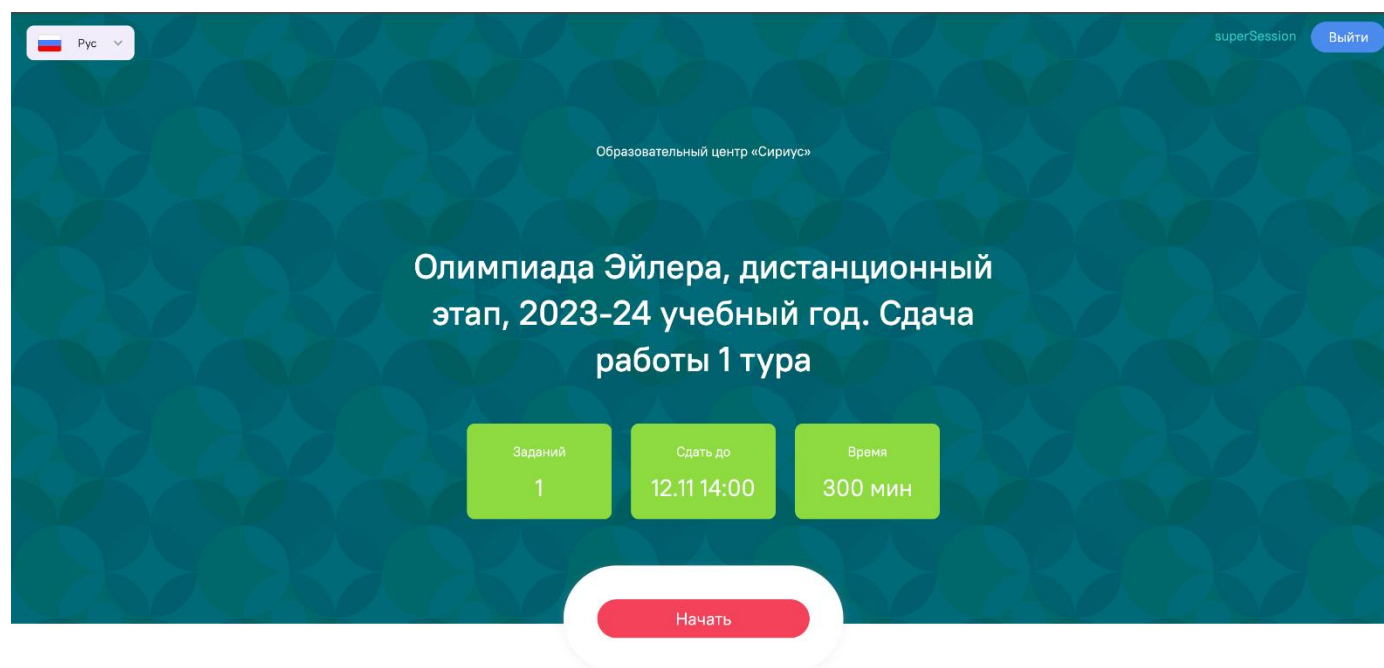 Рус
superSession
Выйти
Образовательный центр «Сириус»
Олимпиада Эйлера, дистанционный
этап, 2023-24 учебный год. Сдача
работы 1 тура
Заданий
1
Сдать до
12.11 14:00
Время
300 мин
Начать